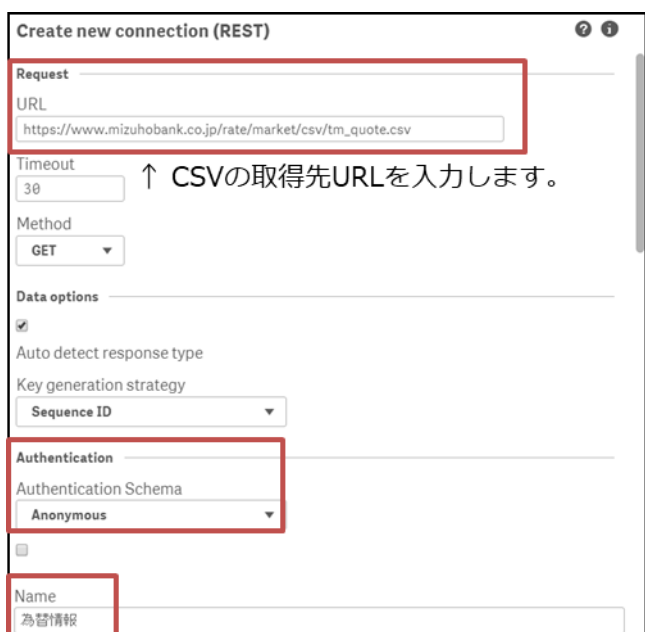 Create new connection (REST)
Request
URL
https://www.mizuhobank.co.jp/rate/market/csv/tm_quote.csv
Timeout
↑ CSVの取得先URLを入力します。
30
Method
GET
Data options
Auto detect response type
Key generation strategy
Sequence ID
Authentication
Authentication Schema
Anonymous
Name
為替情報